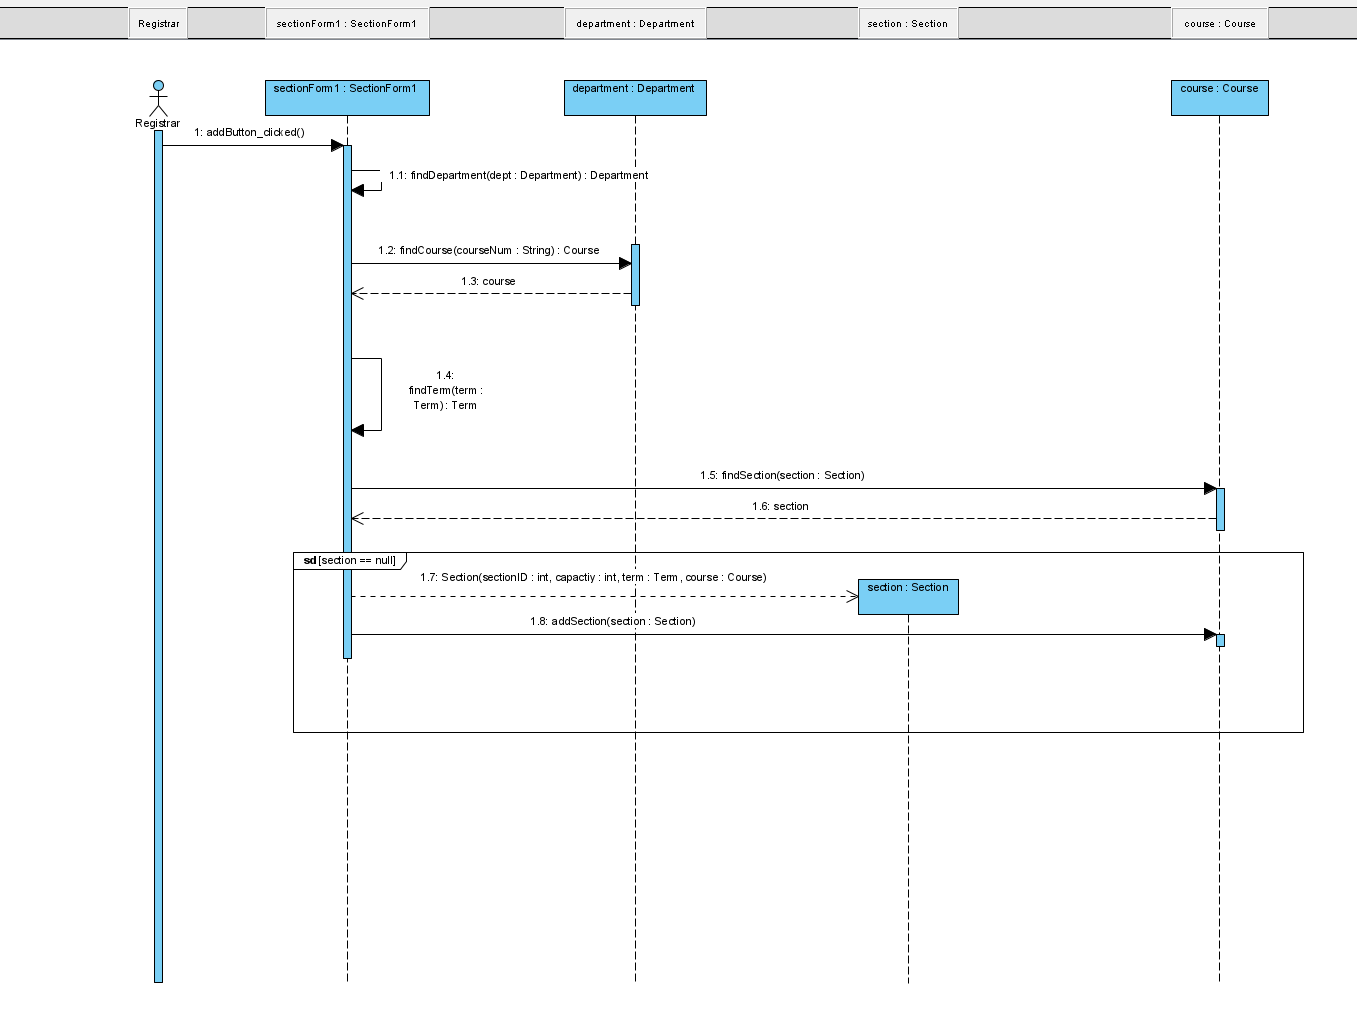 Registrar
sectionForm1 : SectionForm1
department : Department
section : Section
course : Course
sectionForm1 : SectionForm1
department : Department
course : Course
Registrar
1: addButton_clicked()
1.1: findDepartment(dept : Department) : Department
1.2: findCourse(courseNum : String) : Course
1.3: course
1.4:
findTerm(term :
Term) : Term
1.5: findSection(section : Section)
1.6: section
sd [section == null]
1.7: Section(sectionID : int, capactiy : int, term : Term, course : Course)
section : Section
1.8: addSection(section : Section)